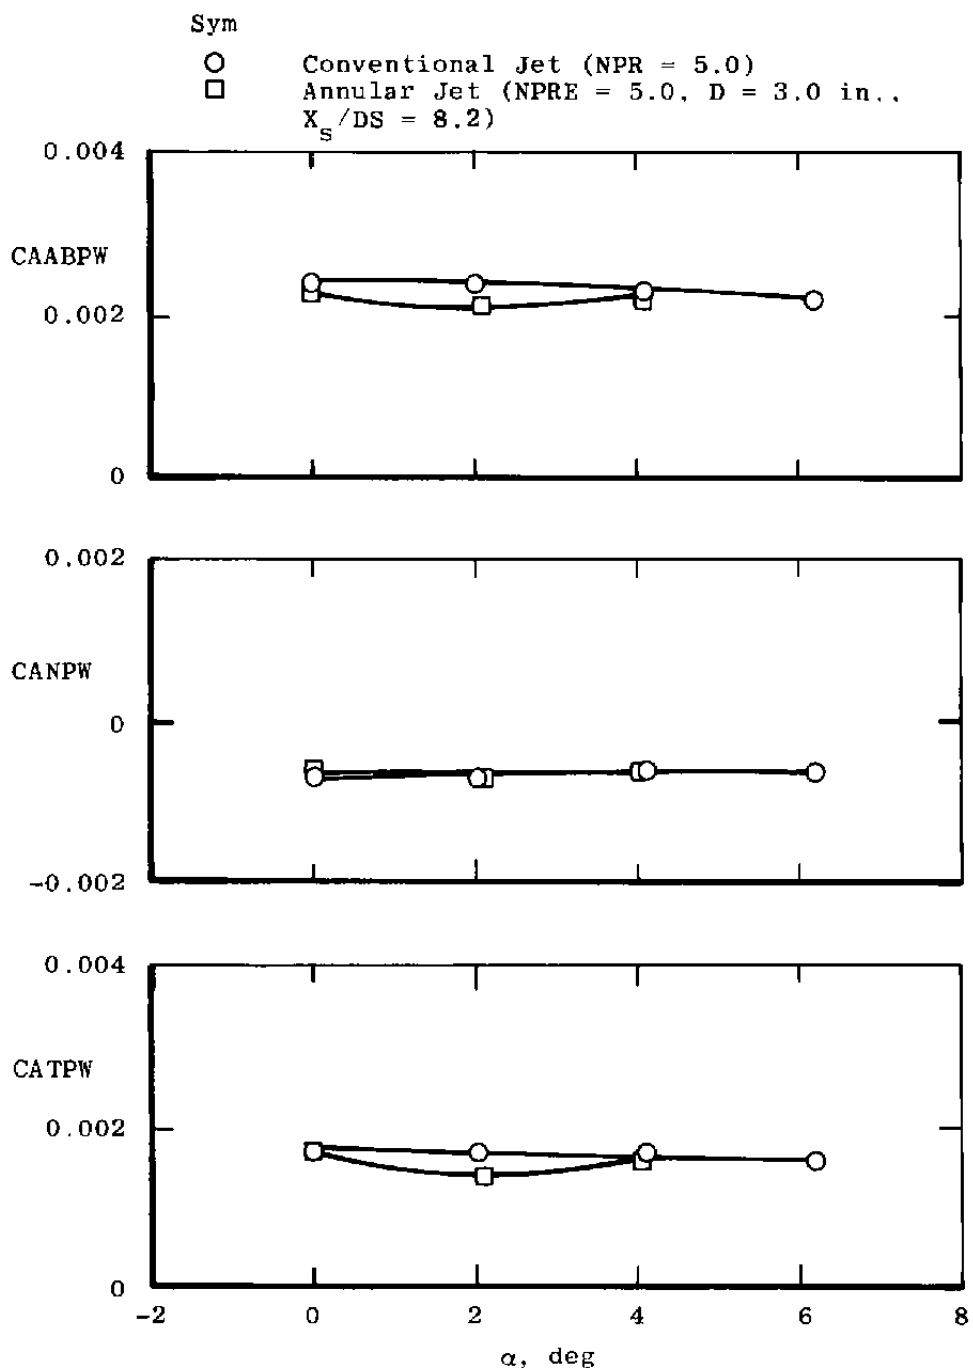 Sym
Conventional Jet (NPR = 5.0)
Annular Jet (NPRE = 5.0, D = 3.0 in.,
X_s/DS = 8.2)
0.004
CAABPW
0.002
0
0.002
CANPW
0
-0.002
0.004
CATPW
0.002
0
-2 0 2 4 6 8
α, deg